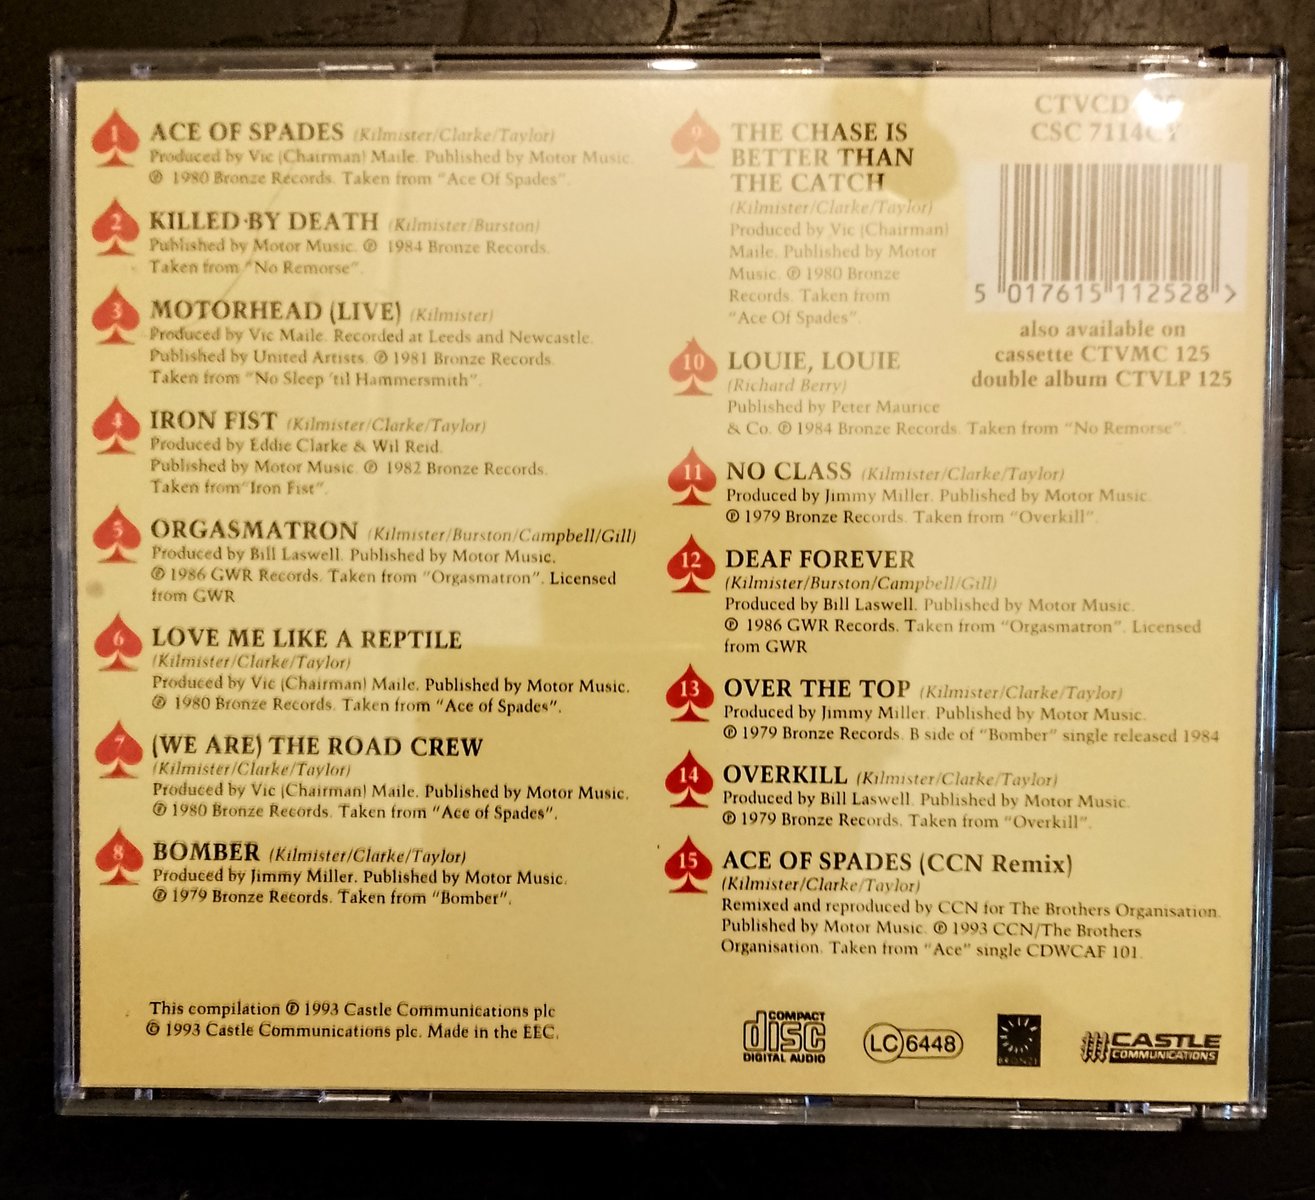 1 ACE OF SPADES (Kilmister/Clarke/Taylor)
Produced by Vic (Chairman) Maile. Published by Motor Music.
℗ 1980 Bronze Records. Taken from "Ace Of Spades".
2 KILLED BY DEATH (Kilmister/Burston)
Published by Motor Music. ℗ 1984 Bronze Records.
Taken from "No Remorse".
3 MOTORHEAD (LIVE) (Kilmister)
Produced by Vic Maile. Recorded at Leeds and Newcastle.
Published by United Artists. ℗ 1981 Bronze Records.
Taken from "No Sleep 'til Hammersmith".
4 IRON FIST (Kilmister/Clarke/Taylor)
Produced by Eddie Clarke & Wil Reid.
Published by Motor Music. ℗ 1982 Bronze Records.
Taken from"Iron Fist".
5 ORGASMATRON (Kilmister/Burston/Campbell/Gill)
Produced by Bill Laswell. Published by Motor Music.
℗ 1986 GWR Records. Taken from "Orgasmatron". Licensed
from GWR
6 LOVE ME LIKE A REPTILE
(Kilmister/Clarke/Taylor)
Produced by Vic (Chairman) Maile. Published by Motor Music.
℗ 1980 Bronze Records. Taken from "Ace of Spades".
7 (WE ARE) THE ROAD CREW
(Kilmister/Clarke/Taylor)
Produced by Vic (Chairman) Maile. Published by Motor Music.
℗ 1980 Bronze Records. Taken from "Ace of Spades".
8 BOMBER (Kilmister/Clarke/Taylor)
Produced by Jimmy Miller. Published by Motor Music.
℗ 1979 Bronze Records. Taken from "Bomber".
This compilation ℗ 1993 Castle Communications plc
© 1993 Castle Communications plc. Made in the EEC.
9 THE CHASE IS
BETTER THAN
THE CATCH
(Kilmister/Clarke/Taylor)
Produced by Vic (Chairman)
Maile. Published by Motor
Music. ℗ 1980 Bronze
Records. Taken from
"Ace Of Spades".
10 LOUIE, LOUIE
(Richard Berry)
Published by Peter Maurice
& Co. ℗ 1984 Bronze Records. Taken from "No Remorse".
11 NO CLASS (Kilmister/Clarke/Taylor)
Produced by Jimmy Miller. Published by Motor Music.
℗ 1979 Bronze Records. Taken from "Overkill".
12 DEAF FOREVER
(Kilmister/Burston/Campbell/Gill)
Produced by Bill Laswell. Published by Motor Music.
℗ 1986 GWR Records. Taken from "Orgasmatron". Licensed
from GWR
13 OVER THE TOP (Kilmister/Clarke/Taylor)
Produced by Jimmy Miller. Published by Motor Music.
℗ 1979 Bronze Records. B side of "Bomber" single released 1984
14 OVERKILL (Kilmister/Clarke/Taylor)
Produced by Bill Laswell. Published by Motor Music.
℗ 1979 Bronze Records. Taken from "Overkill".
15 ACE OF SPADES (CCN Remix)
(Kilmister/Clarke/Taylor)
Remixed and reproduced by CCN for The Brothers Organisation.
Published by Motor Music. ℗ 1993 CCN/The Brothers
Organisation. Taken from "Ace" single CDWCAF 101.
CTVCD
CSC 7114CY
5 017615 112528 >
also available on
cassette CTVMC 125
double album CTVLP 125
COMPACT
disc
DIGITAL AUDIO
LC 6448
BRONZE
CASTLE
COMMUNICATIONS